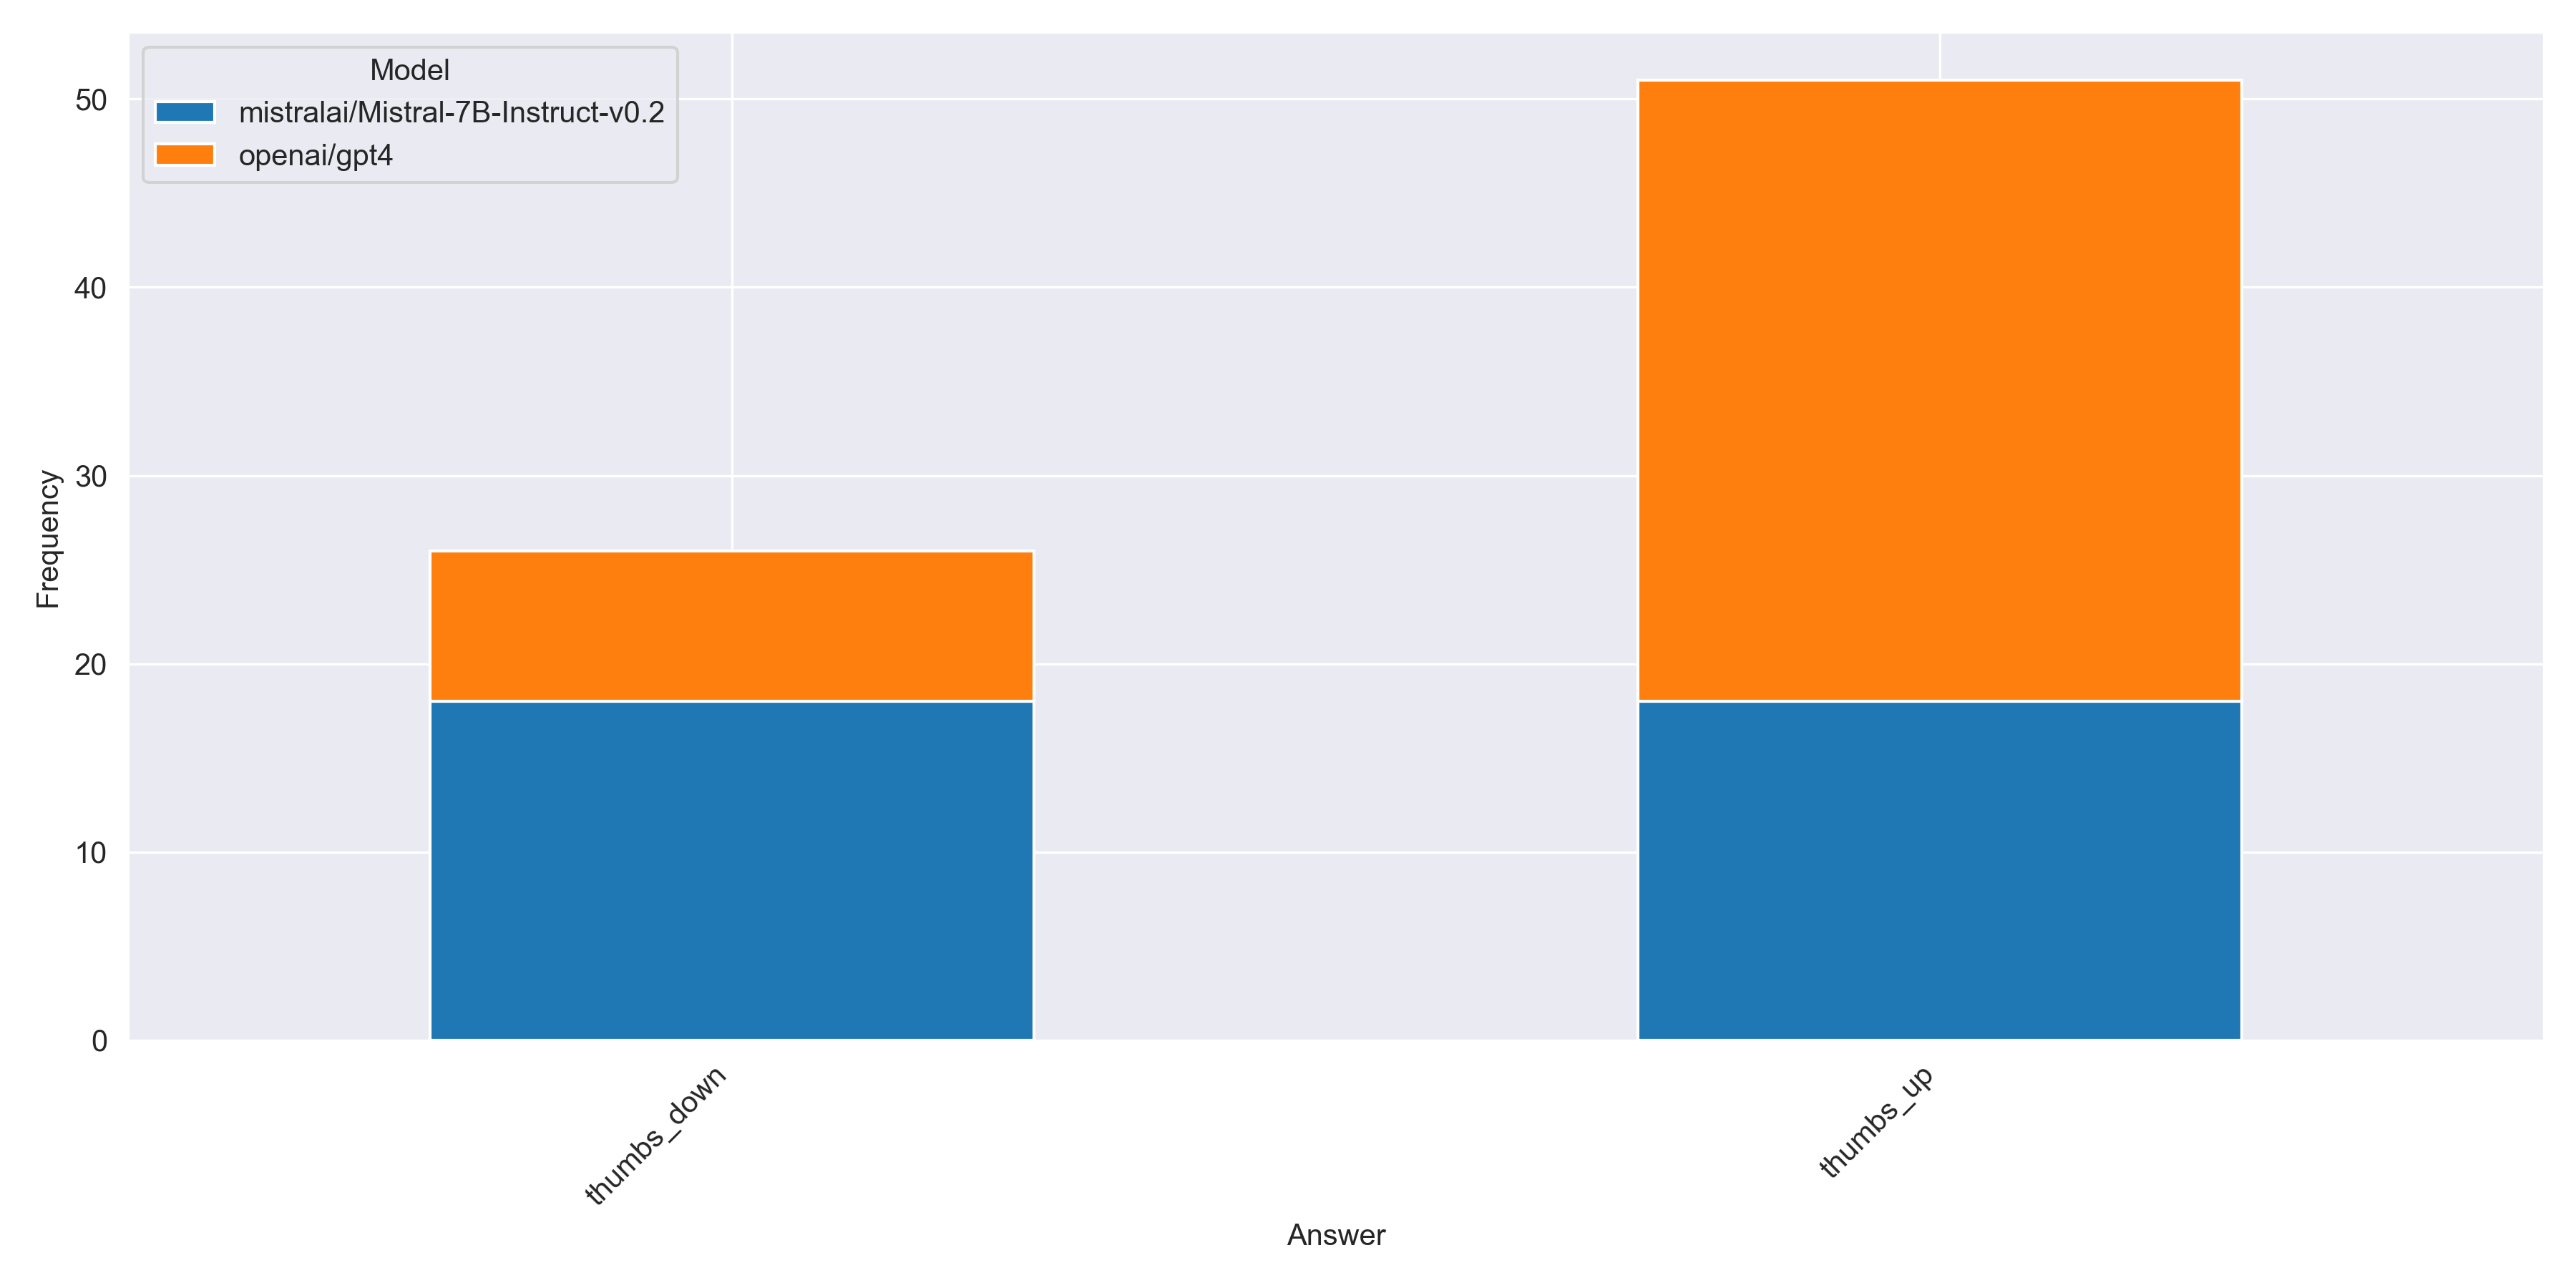 Model
mistralai/Mistral-7B-Instruct-v0.2
openai/gpt4
Frequency
50
40
30
20
10
0
thumbs_down
thumbs_up
Answer